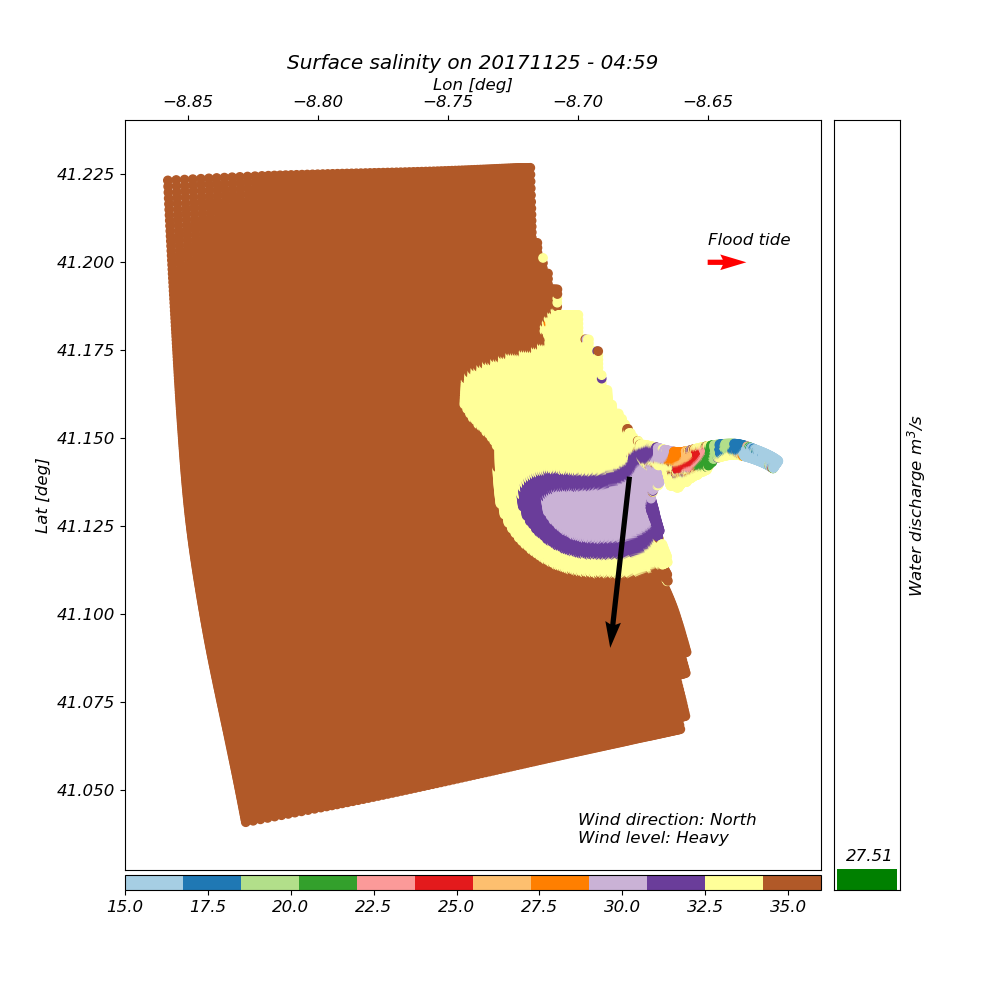 Surface salinity on 20171125 - 04:59
Lon [deg]
−8.85 −8.80 −8.75 −8.70 −8.65
41.225
41.200
41.175
41.150
41.125
41.100
41.075
41.050
Lat [deg]
Flood tide
Wind direction: North
Wind level: Heavy
15.0 17.5 20.0 22.5 25.0 27.5 30.0 32.5 35.0
27.51
Water discharge m³/s